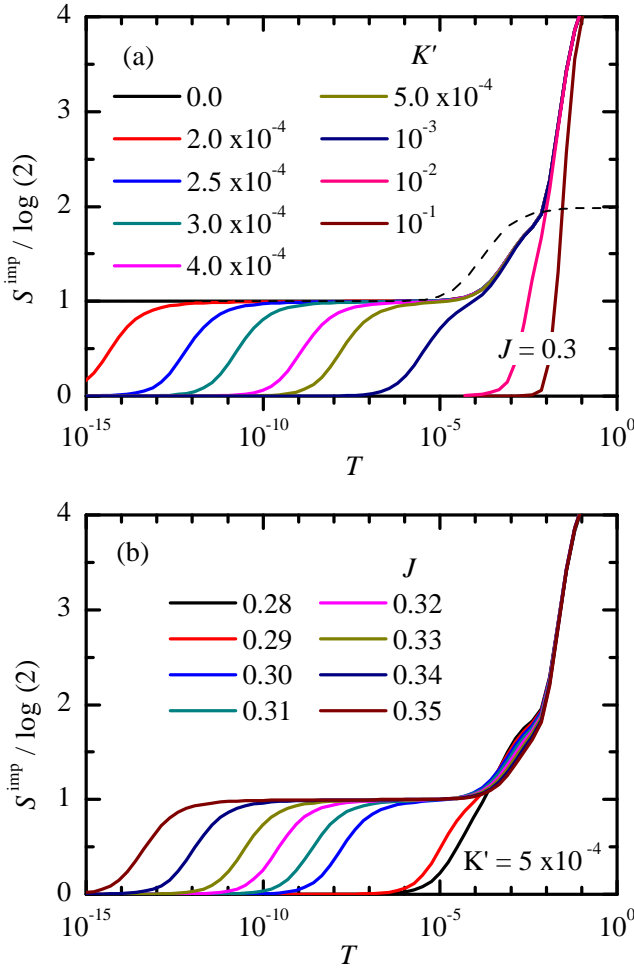 4
3
2
1
0
S^imp / log (2)
(a)
K'
0.0
2.0 x10^-4
2.5 x10^-4
3.0 x10^-4
4.0 x10^-4
5.0 x10^-4
10^-3
10^-2
10^-1
J = 0.3
10^-15
10^-10
10^-5
10^0
T
4
3
2
1
0
S^imp / log (2)
(b)
J
0.28
0.29
0.30
0.31
0.32
0.33
0.34
0.35
K' = 5 x10^-4
10^-15
10^-10
10^-5
10^0
T